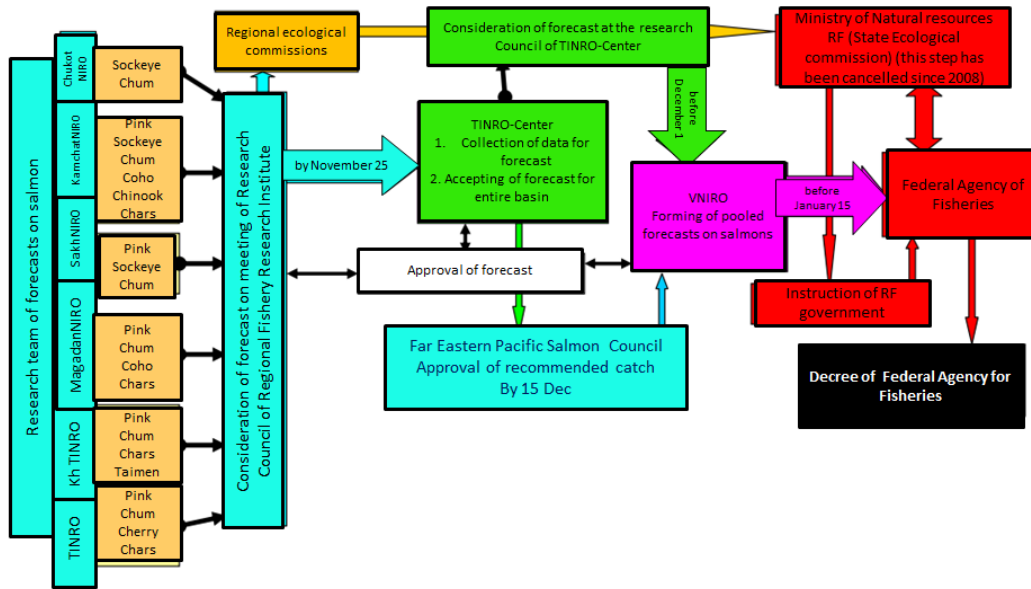 Research team of forecasts on salmon
Chukot
NIRO
KamchatNIRO
SakhNIRO
MagadanNIRO
Kh TINRO
TINRO
Sockeye
Chum
Pink
Sockeye
Chum
Coho
Chinook
Chars
Pink
Sockeye
Chum
Pink
Chum
Coho
Chars
Pink
Chum
Chars
Taimen
Pink
Chum
Cherry
Chars
Consideration of forecast on meeting of Research
Council of Regional Fishery Research Institute
Regional ecological
commissions
by November 25
Consideration of forecast at the research
Council of TINRO-Center
TINRO-Center
1. Collection of data for
forecast
2. Accepting of forecast for
entire basin
Approval of forecast
Far Eastern Pacific Salmon Council
Approval of recommended catch
By 15 Dec
before
December 1
VNIRO
Forming of pooled
forecasts on salmons
before
January 15
Ministry of Natural resources
RF (State Ecological
commission) (this step has
been cancelled since 2008)
Federal Agency of
Fisheries
Instruction of RF
government
Decree of Federal Agency for
Fisheries